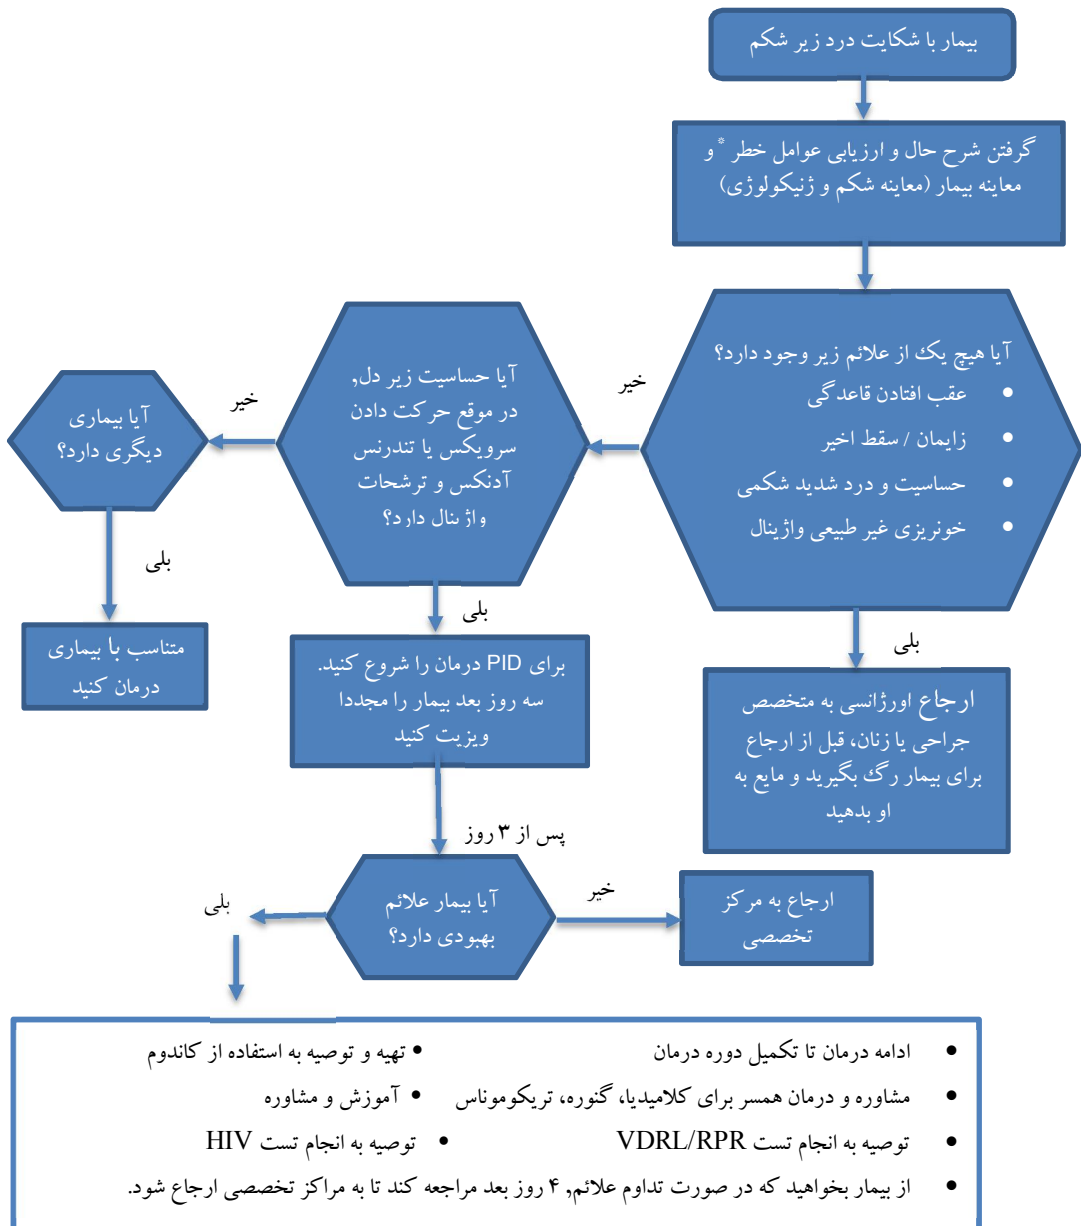 بیمار با شکایت درد زیر شکم
گرفتن شرح حال و ارزیابی عوامل خطر * و
معاینه بیمار (معاینه شکم و ژنیکولوژی)
آیا هیچ یک از علائم زیر وجود دارد؟
• عقب افتادن قاعدگی
• زایمان / سقط اخیر
• حساسیت و درد شدید شکمی
• خونریزی غیر طبیعی واژینال
خیر
آیا حساسیت زیر دل,
در موقع حرکت دادن
سرویکس یا تندرنس
آدنکس و ترشحات
واژینال دارد؟
خیر
آیا بیماری
دیگری دارد؟
بلی
متناسب با بیماری
درمان کنید
بلی
برای PID درمان را شروع کنید.
سه روز بعد بیمار را مجددا
ویزیت کنید
بلی
ارجاع اورژانسی به متخصص
جراحی یا زنان، قبل از ارجاع
برای بیمار رگ بگیرید و مایع به
او بدهید
پس از ۳ روز
آیا بیمار علائم
بهبودی دارد؟
خیر
ارجاع به مرکز
تخصصی
بلی
• ادامه درمان تا تکمیل دوره درمان • تهیه و توصیه به استفاده از کاندوم
• مشاوره و درمان همسر برای کلامیدیا، گنوره، تریکوموناس • آموزش و مشاوره
• توصیه به انجام تست VDRL/RPR • توصیه به انجام تست HIV
• از بیمار بخواهید که در صورت تداوم علائم, ۴ روز بعد مراجعه کند تا به مراکز تخصصی ارجاع شود.